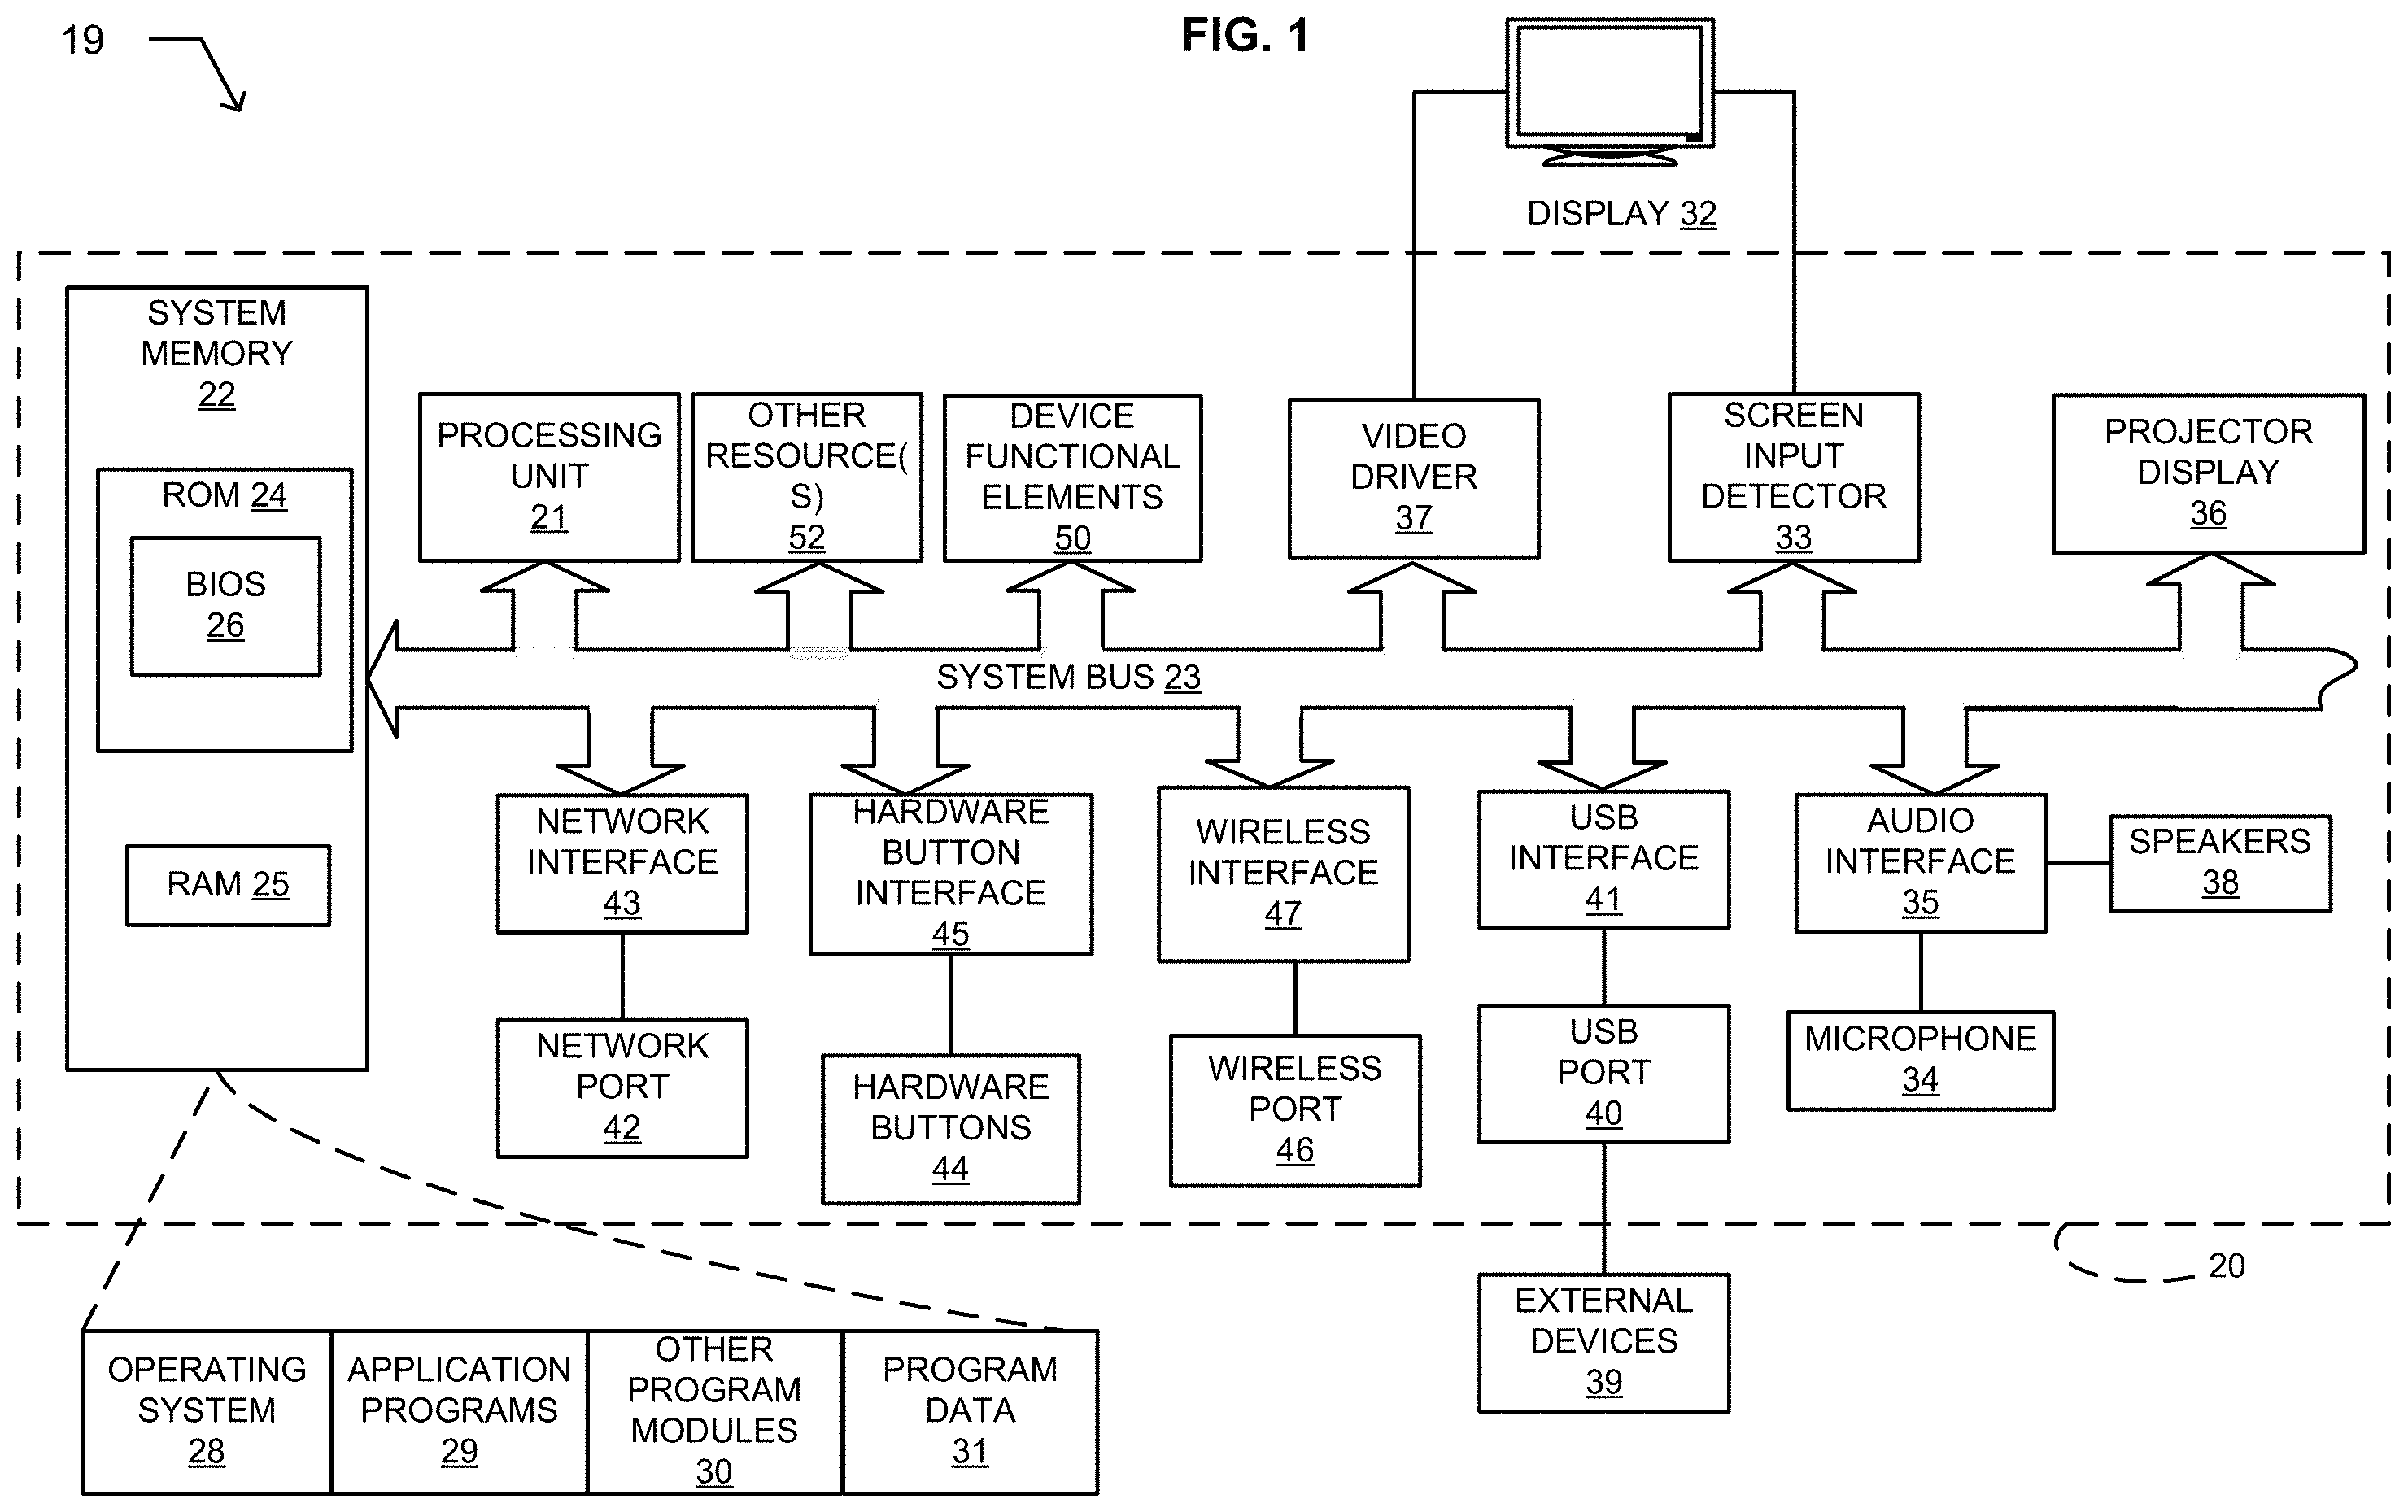 FIG. 1
19
DISPLAY 32
SYSTEM
MEMORY
22
ROM 24
BIOS
26
RAM 25
PROCESSING
UNIT
21
OTHER
RESOURCE(
S)
52
DEVICE
FUNCTIONAL
ELEMENTS
50
VIDEO
DRIVER
37
SCREEN
INPUT
DETECTOR
33
PROJECTOR
DISPLAY
36
SYSTEM BUS 23
NETWORK
INTERFACE
43
HARDWARE
BUTTON
INTERFACE
45
WIRELESS
INTERFACE
47
USB
INTERFACE
41
AUDIO
INTERFACE
35
SPEAKERS
38
NETWORK
PORT
42
HARDWARE
BUTTONS
44
WIRELESS
PORT
46
USB
PORT
40
MICROPHONE
34
20
EXTERNAL
DEVICES
39
OPERATING
SYSTEM
28
APPLICATION
PROGRAMS
29
OTHER
PROGRAM
MODULES
30
PROGRAM
DATA
31